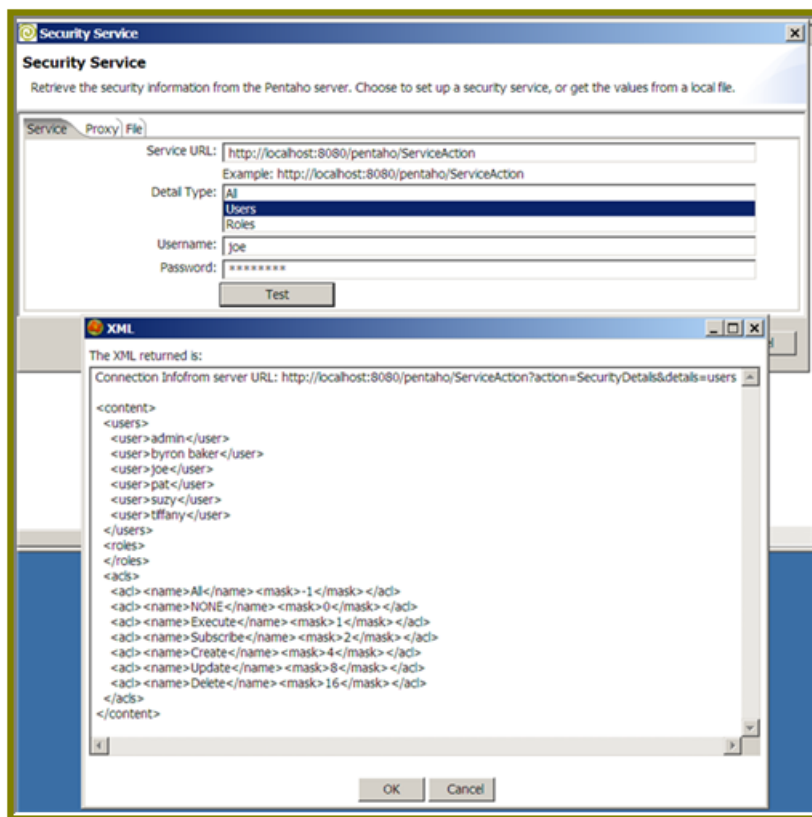 Security Service
Security Service
Retrieve the security information from the Pentaho server. Choose to set up a security service, or get the values from a local file.
Service Proxy File
Service URL: http://localhost:8080/pentaho/ServiceAction
Example: http://localhost:8080/pentaho/ServiceAction
Detail Type: All
Users
Roles
Username: joe
Password: ********
Test
XML
The XML returned is:
Connection Infofrom server URL: http://localhost:8080/pentaho/ServiceAction?action=SecurityDetails&details=users
<content>
<users>
<user>admin</user>
<user>byron baker</user>
<user>joe</user>
<user>pat</user>
<user>suzy</user>
<user>tiffany</user>
</users>
<roles>
</roles>
<acls>
<acl><name>All</name><mask>-1</mask></acl>
<acl><name>NONE</name><mask>0</mask></acl>
<acl><name>Execute</name><mask>1</mask></acl>
<acl><name>Subscribe</name><mask>2</mask></acl>
<acl><name>Create</name><mask>4</mask></acl>
<acl><name>Update</name><mask>8</mask></acl>
<acl><name>Delete</name><mask>16</mask></acl>
</acls>
</content>
OK Cancel